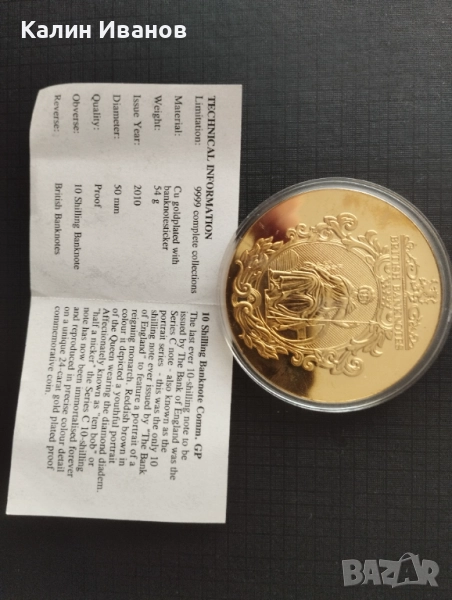 Калин Иванов
TECHNICAL INFORMATION
Limitation: 9999 complete collections
Material: Cu goldplated with
banknotesticker
Weight: 54 g
Issue Year: 2010
Diameter: 50 mm
Quality: Proof
Obverse: 10 Shilling Banknote
Reverse: British Banknotes
10 Shilling Banknote Comm. GP
The last ever 10-shilling note to be
issued by The Bank of England was the
Series C note - also known as the
portrait series - this was the only 10
shilling note ever issued by "The Bank
of England" to feature a portrait of a
reigning monarch. Reddish brown in
colour it depicted a youthful portrait
of the Queen wearing the diamond diadem.
Affectionately known as "ten bob" or
"half a nicker" the Series C 10-shilling
note has now been immortalised forever
and reproduced in precise colour detail
on a unique 24-carat gold plated proof
commemorative coin.
BRITISH BANKNOTES
BAZAR
bg